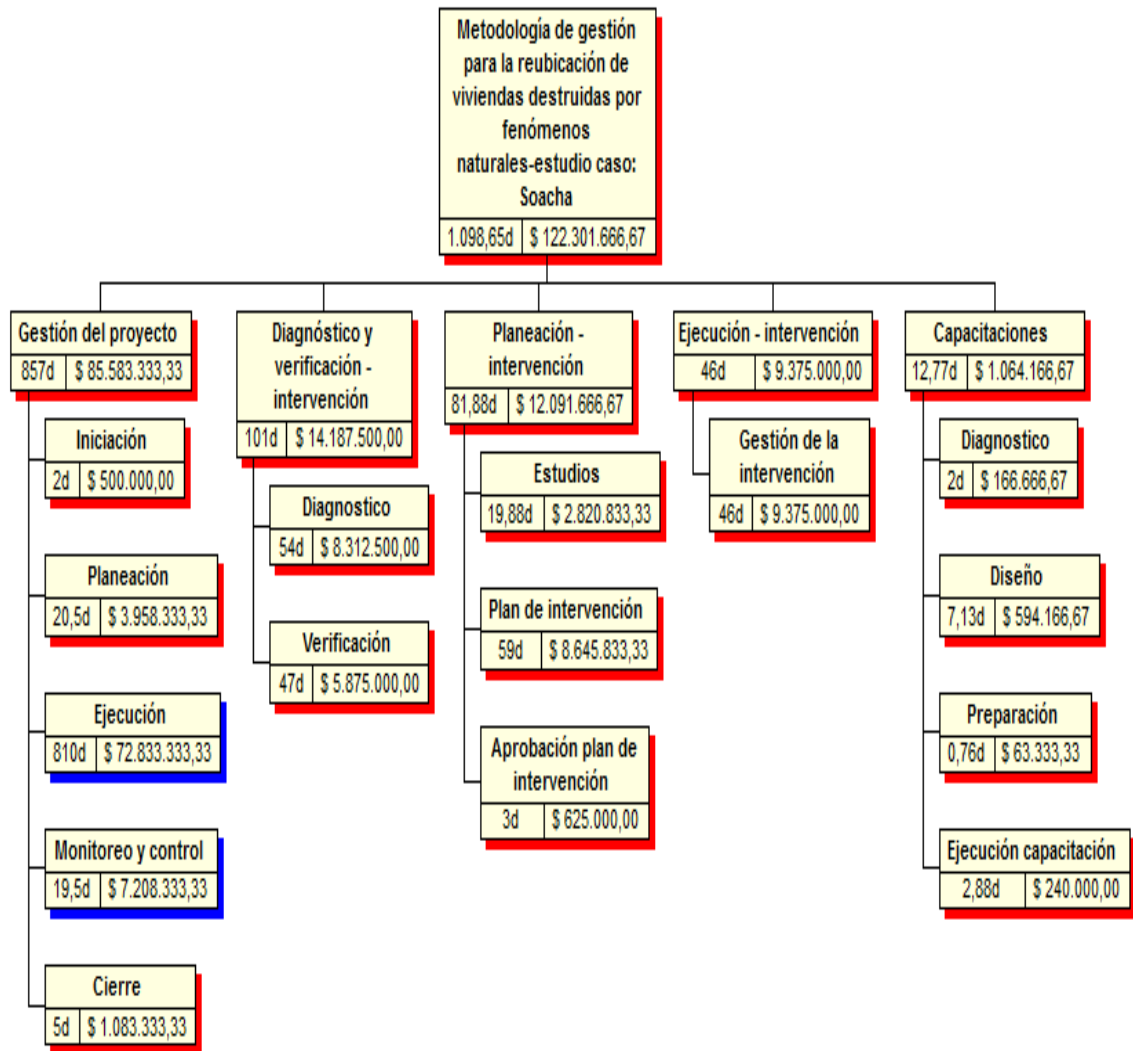 Metodología de gestión
para la reubicación de
viviendas destruidas por
fenómenos
naturales-estudio caso:
Soacha
1.098,65d $ 122.301.666,67
Gestión del proyecto
857d $ 85.583.333,33
Iniciación
2d $ 500.000,00
Planeación
20,5d $ 3.958.333,33
Ejecución
810d $ 72.833.333,33
Monitoreo y control
19,5d $ 7.208.333,33
Cierre
5d $ 1.083.333,33
Diagnóstico y
verificación -
intervención
101d $ 14.187.500,00
Diagnostico
54d $ 8.312.500,00
Verificación
47d $ 5.875.000,00
Planeación -
intervención
81,88d $ 12.091.666,67
Estudios
19,88d $ 2.820.833,33
Plan de intervención
59d $ 8.645.833,33
Aprobación plan de
intervención
3d $ 625.000,00
Ejecución - intervención
46d $ 9.375.000,00
Gestión de la
intervención
46d $ 9.375.000,00
Capacitaciones
12,77d $ 1.064.166,67
Diagnostico
2d $ 166.666,67
Diseño
7,13d $ 594.166,67
Preparación
0,76d $ 63.333,33
Ejecución capacitación
2,88d $ 240.000,00